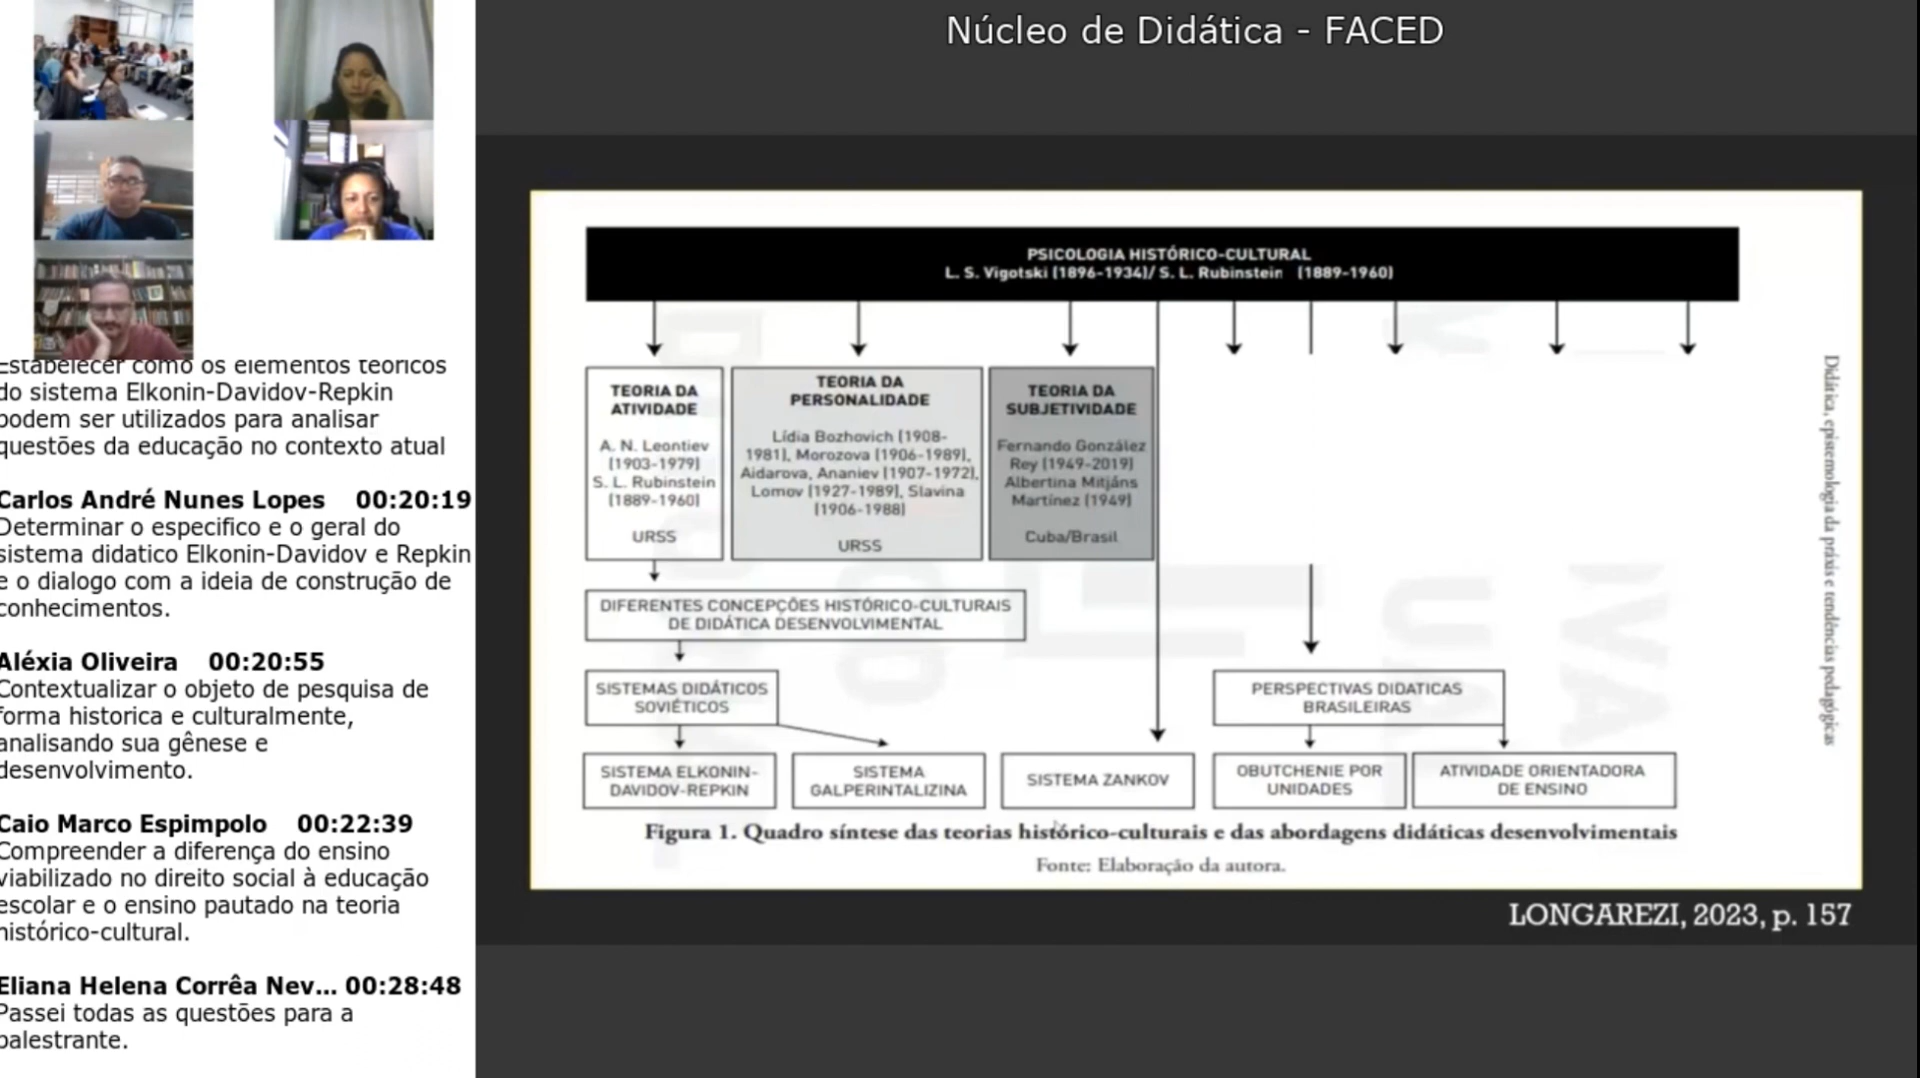 Núcleo de Didática - FACED
Estabelecer como os elementos teoricos
do sistema Elkonin-Davidov-Repkin
podem ser utilizados para analisar
questões da educação no contexto atual
Carlos André Nunes Lopes 00:20:19
Determinar o especifico e o geral do
sistema didatico Elkonin-Davidov e Repkin
e o dialogo com a ideia de construção de
conhecimentos.
Aléxia Oliveira 00:20:55
Contextualizar o objeto de pesquisa de
forma historica e culturalmente,
analisando sua gênese e
desenvolvimento.
Caio Marco Espimpolo 00:22:39
Compreender a diferença do ensino
viabilizado no direito social à educação
escolar e o ensino pautado na teoria
histórico-cultural.
Eliana Helena Corrêa Nev... 00:28:48
Passei todas as questões para a
palestrante.
PSICOLOGIA HISTÓRICO-CULTURAL
L. S. Vigotski (1896-1934)/ S. L. Rubinstein (1889-1960)
TEORIA DA
ATIVIDADE
A. N. Leontiev
(1903-1979)
S. L. Rubinstein
(1889-1960)
URSS
TEORIA DA
PERSONALIDADE
Lídia Bozhovich (1908-
1981), Morozova (1906-1989),
Aidarova, Ananiev (1907-1972),
Lomov (1927-1989), Slavina
(1906-1988)
URSS
TEORIA DA
SUBJETIVIDADE
Fernando González
Rey (1949-2019)
Albertina Mitjáns
Martínez (1949)
Cuba/Brasil
DIFERENTES CONCEPÇÕES HISTÓRICO-CULTURAIS
DE DIDÁTICA DESENVOLVIMENTAL
SISTEMAS DIDÁTICOS
SOVIÉTICOS
PERSPECTIVAS DIDATICAS
BRASILEIRAS
SISTEMA ELKONIN-
DAVIDOV-REPKIN
SISTEMA
GALPERINTALIZINA
SISTEMA ZANKOV
OBUTCHENIE POR
UNIDADES
ATIVIDADE ORIENTADORA
DE ENSINO
Figura 1. Quadro síntese das teorias histórico-culturais e das abordagens didáticas desenvolvimentais
Fonte: Elaboração da autora.
Didática, epistemologia da práxis e tendências pedagógicas
LONGAREZI, 2023, p. 157